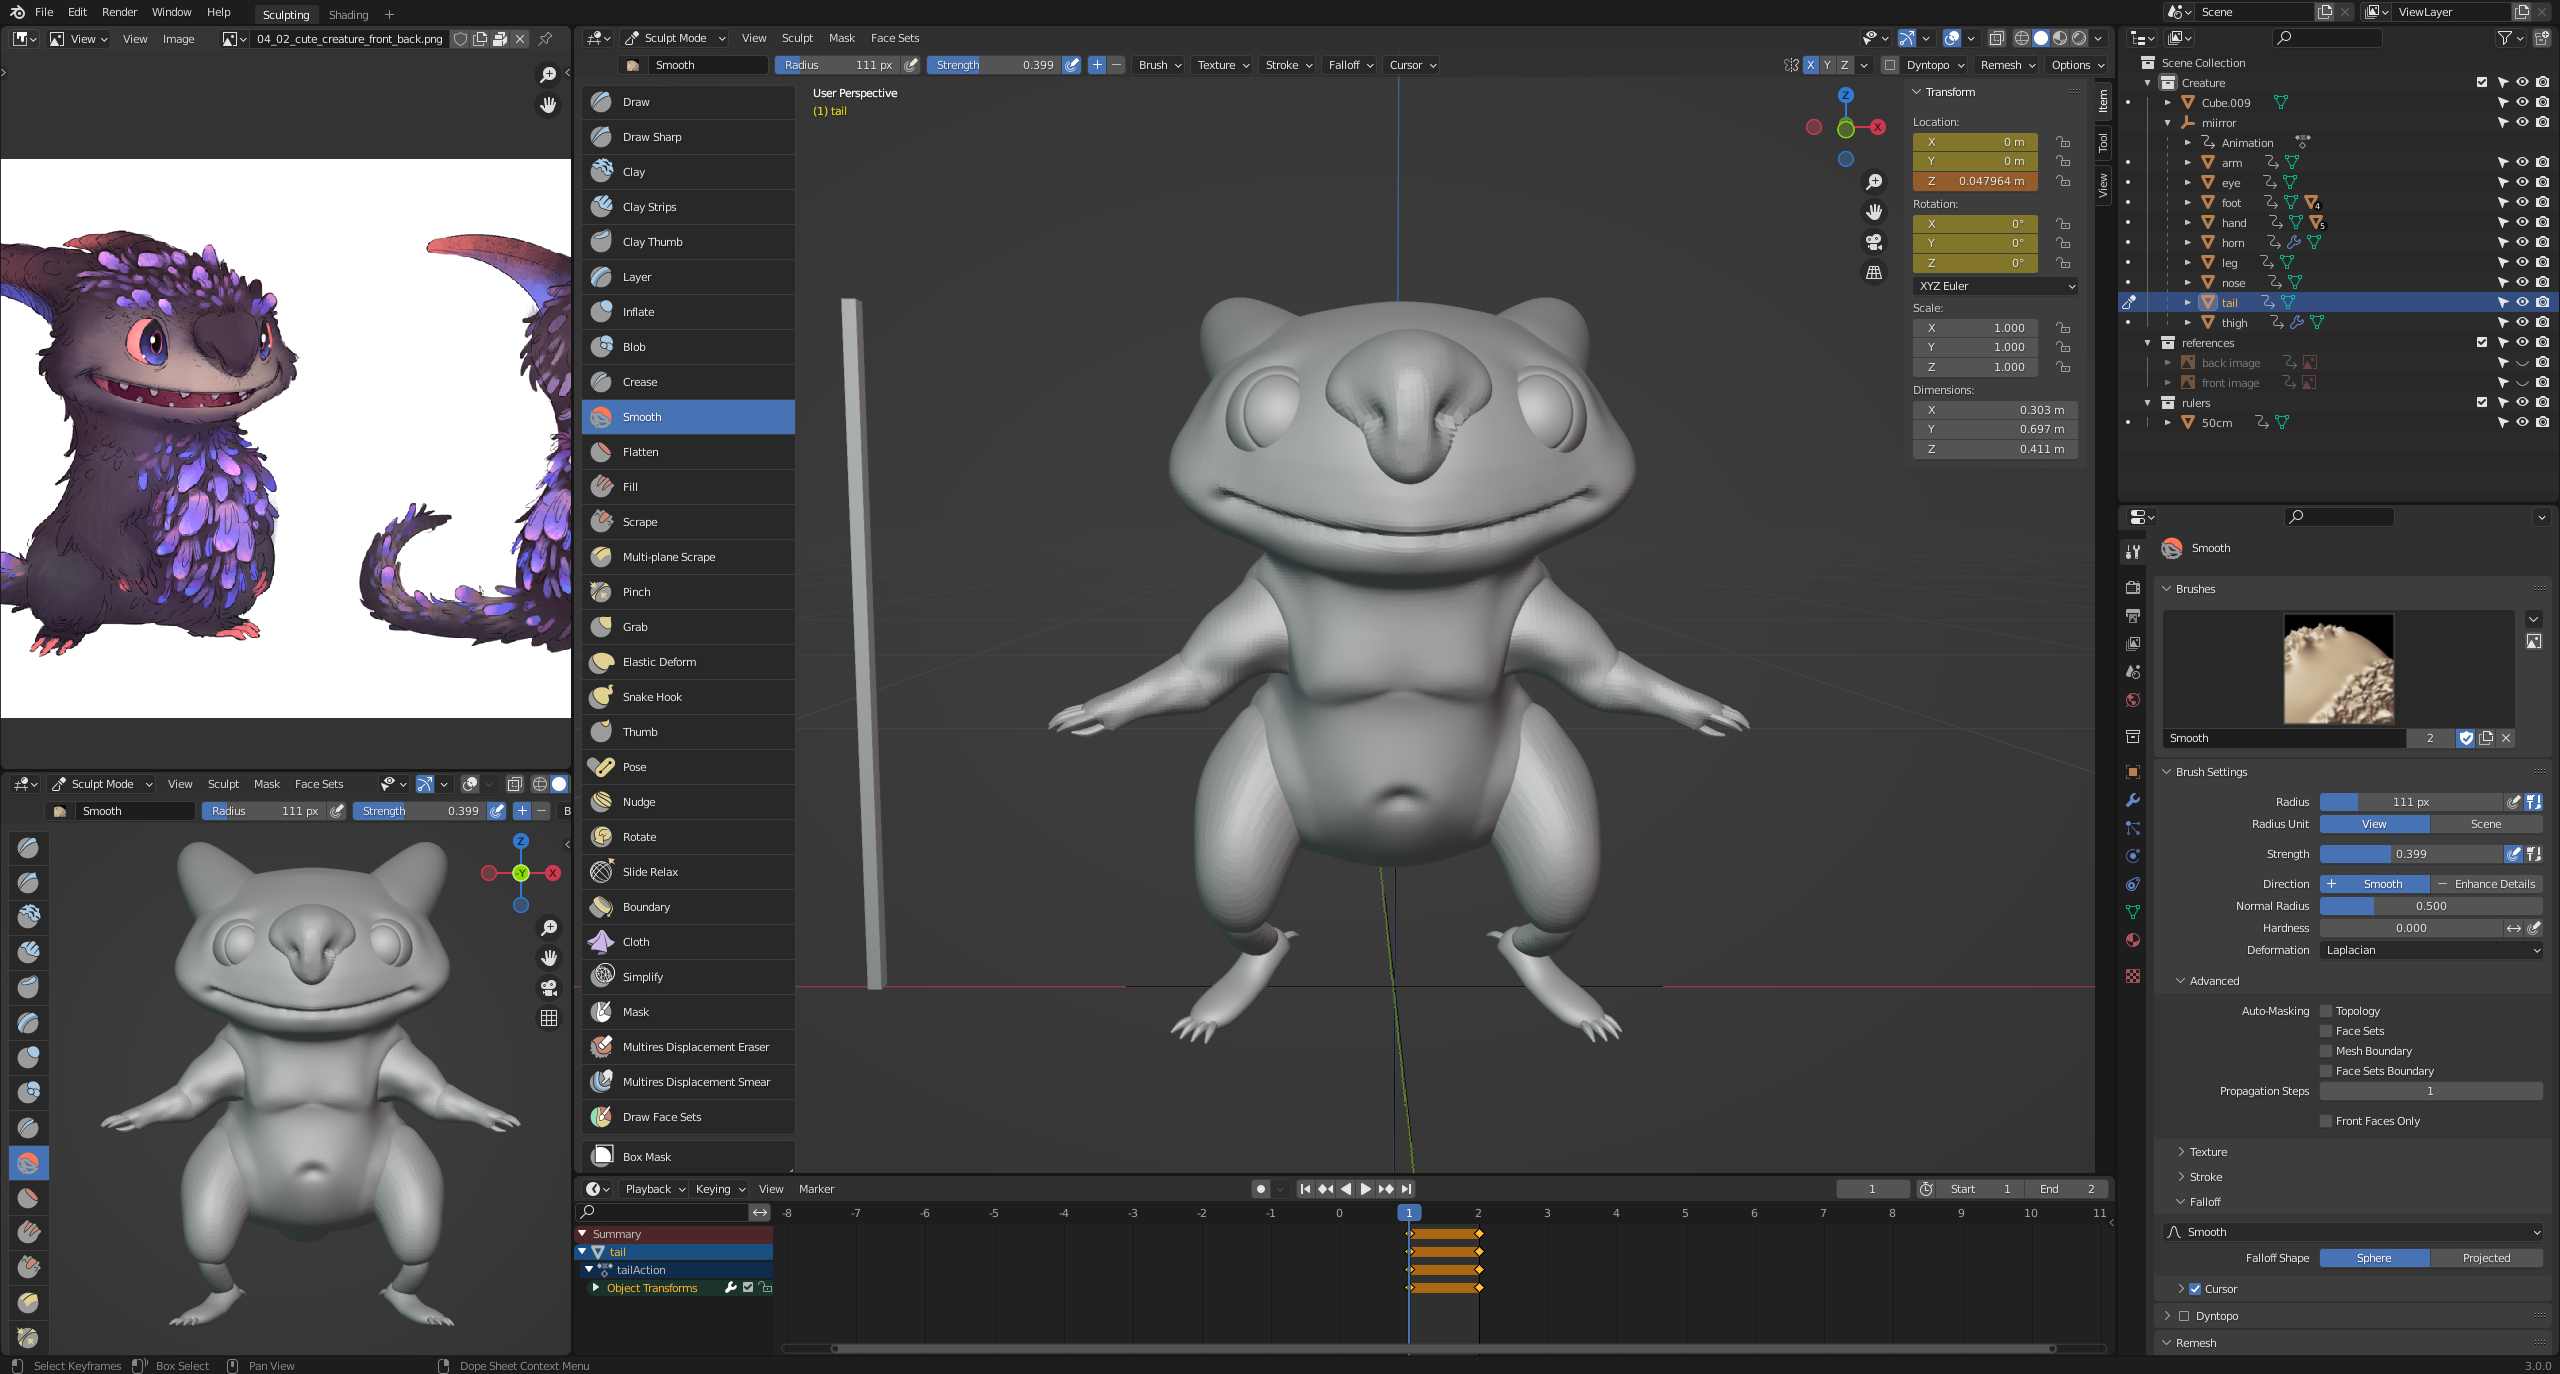 File Edit Render Window Help Sculpting Shading +
Scene ViewLayer
View View Image 04_02_cute_creature_front_back.png
Sculpt Mode View Sculpt Mask Face Sets
Smooth Radius 111 px Strength 0.399 + − Brush Texture Stroke Falloff Cursor X Y Z Dyntopo Remesh Options
Draw
Draw Sharp
Clay
Clay Strips
Clay Thumb
Layer
Inflate
Blob
Crease
Smooth
Flatten
Fill
Scrape
Multi-plane Scrape
Pinch
Grab
Elastic Deform
Snake Hook
Thumb
Pose
Nudge
Rotate
Slide Relax
Boundary
Cloth
Simplify
Mask
Multires Displacement Eraser
Multires Displacement Smear
Draw Face Sets
Box Mask
User Perspective
(1) tail
Z
X
Transform
Location:
X 0 m
Y 0 m
Z 0.047964 m
Rotation:
X 0°
Y 0°
Z 0°
XYZ Euler
Scale:
X 1.000
Y 1.000
Z 1.000
Dimensions:
X 0.303 m
Y 0.697 m
Z 0.411 m
Item
Tool
View
Scene Collection
Creature
Cube.009
miirror
Animation
arm
eye
foot 4
hand 5
horn
leg
nose
tail
thigh
references
back image
front image
rulers
50cm
Smooth
Brushes
Smooth 2
Brush Settings
Radius 111 px
Radius Unit View Scene
Strength 0.399
Direction + Smooth − Enhance Details
Normal Radius 0.500
Hardness 0.000
Deformation Laplacian
Advanced
Auto-Masking Topology
Face Sets
Mesh Boundary
Face Sets Boundary
Propagation Steps 1
Front Faces Only
Texture
Stroke
Falloff
Smooth
Falloff Shape Sphere Projected
Cursor
Dyntopo
Remesh
Sculpt Mode View Sculpt Mask Face Sets
Smooth Radius 111 px Strength 0.399 + − B
Z
-Y X
Playback Keying View Marker 1 Start 1 End 2
-8 -7 -6 -5 -4 -3 -2 -1 0 1 2 3 4 5 6 7 8 9 10 11
Summary
tail
tailAction
Object Transforms
Select Keyframes Box Select Pan View Dope Sheet Context Menu 3.0.0